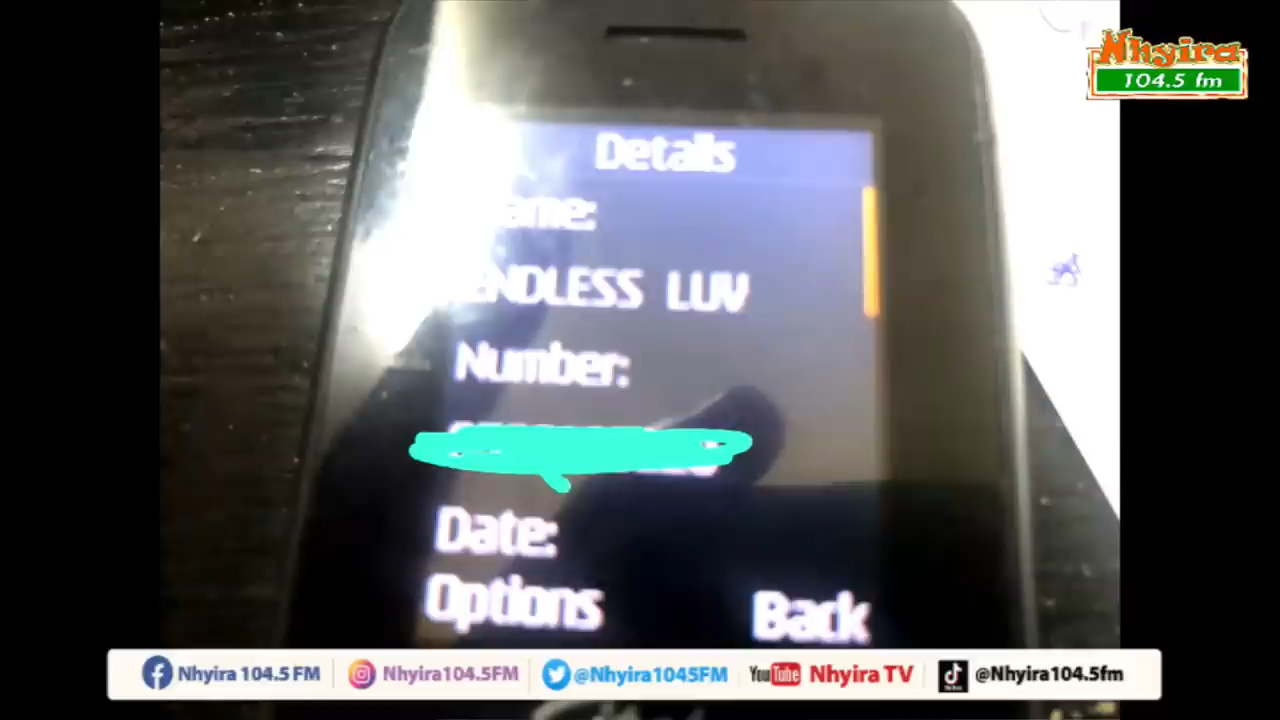 Nhyira
104.5 fm
Details
ame:
ENDLESS LUV
Number:
Date:
Options Back
Nhyira 104.5 FM Nhyira104.5FM @Nhyira1045FM YouTube Nhyira TV @Nhyira104.5fm